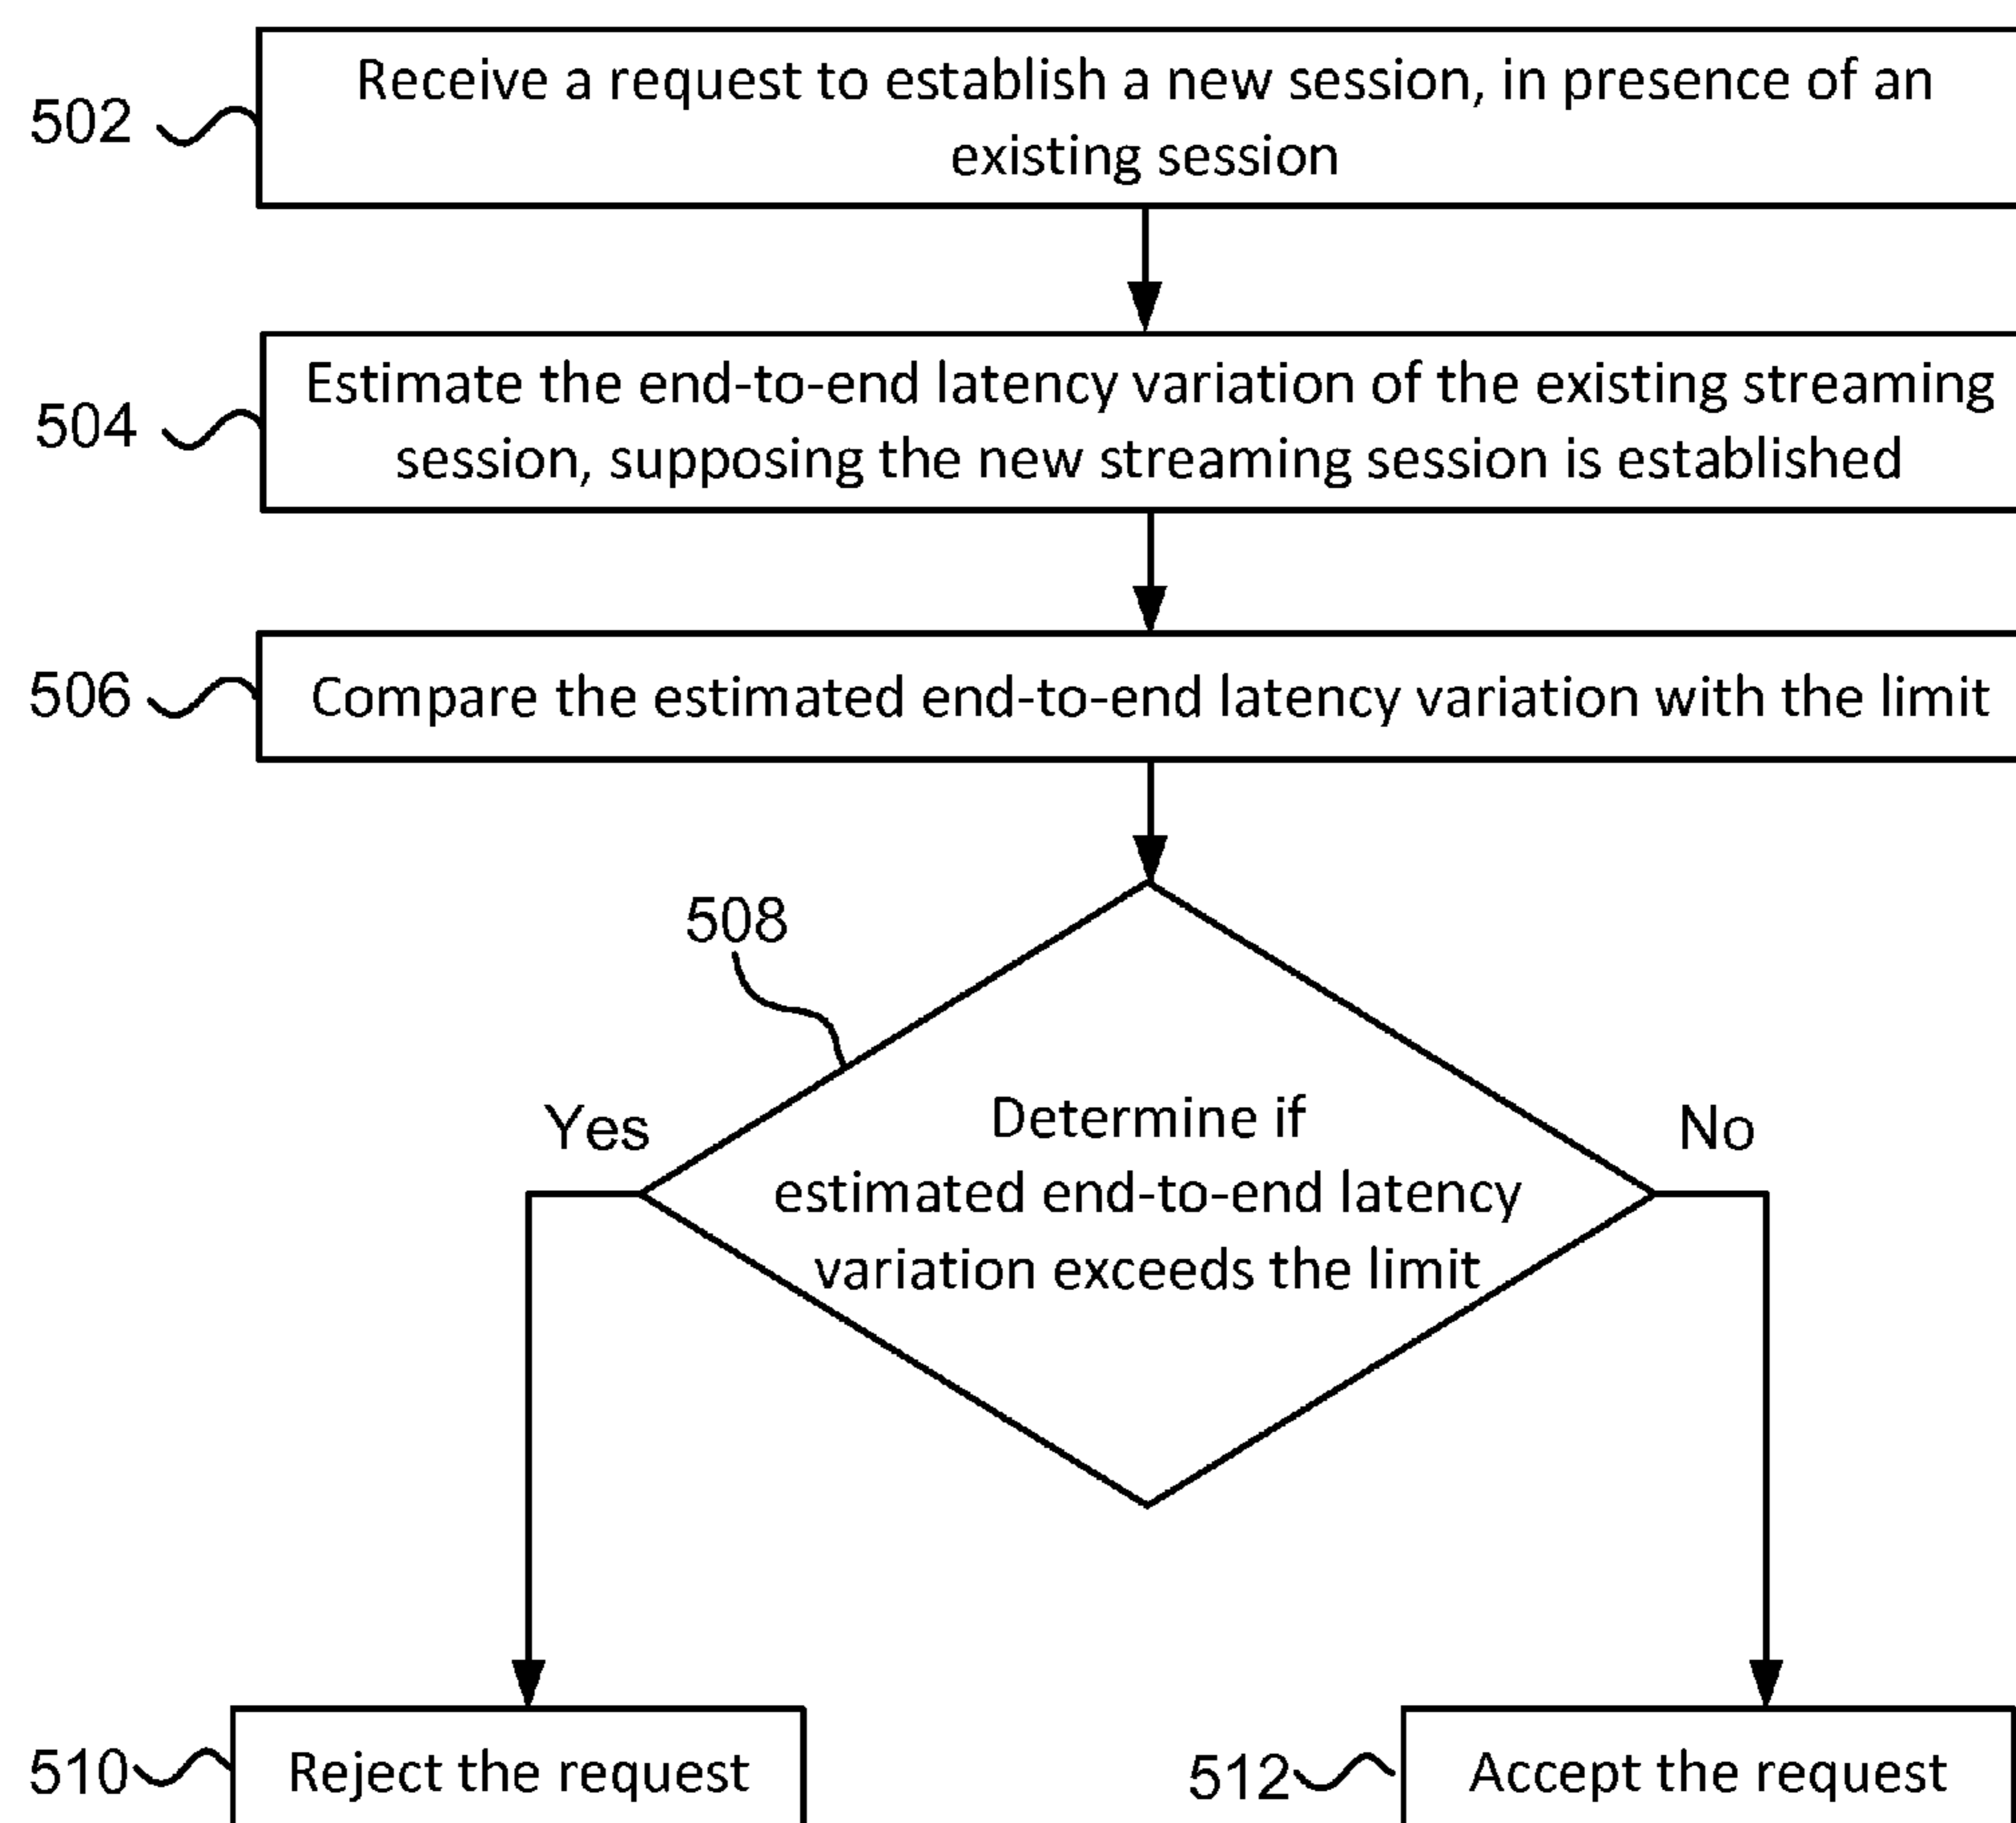 502
Receive a request to establish a new session, in presence of an
existing session
504
Estimate the end-to-end latency variation of the existing streaming
session, supposing the new streaming session is established
506
Compare the estimated end-to-end latency variation with the limit
508
Yes
No
Determine if
estimated end-to-end latency
variation exceeds the limit
510
Reject the request
512
Accept the request